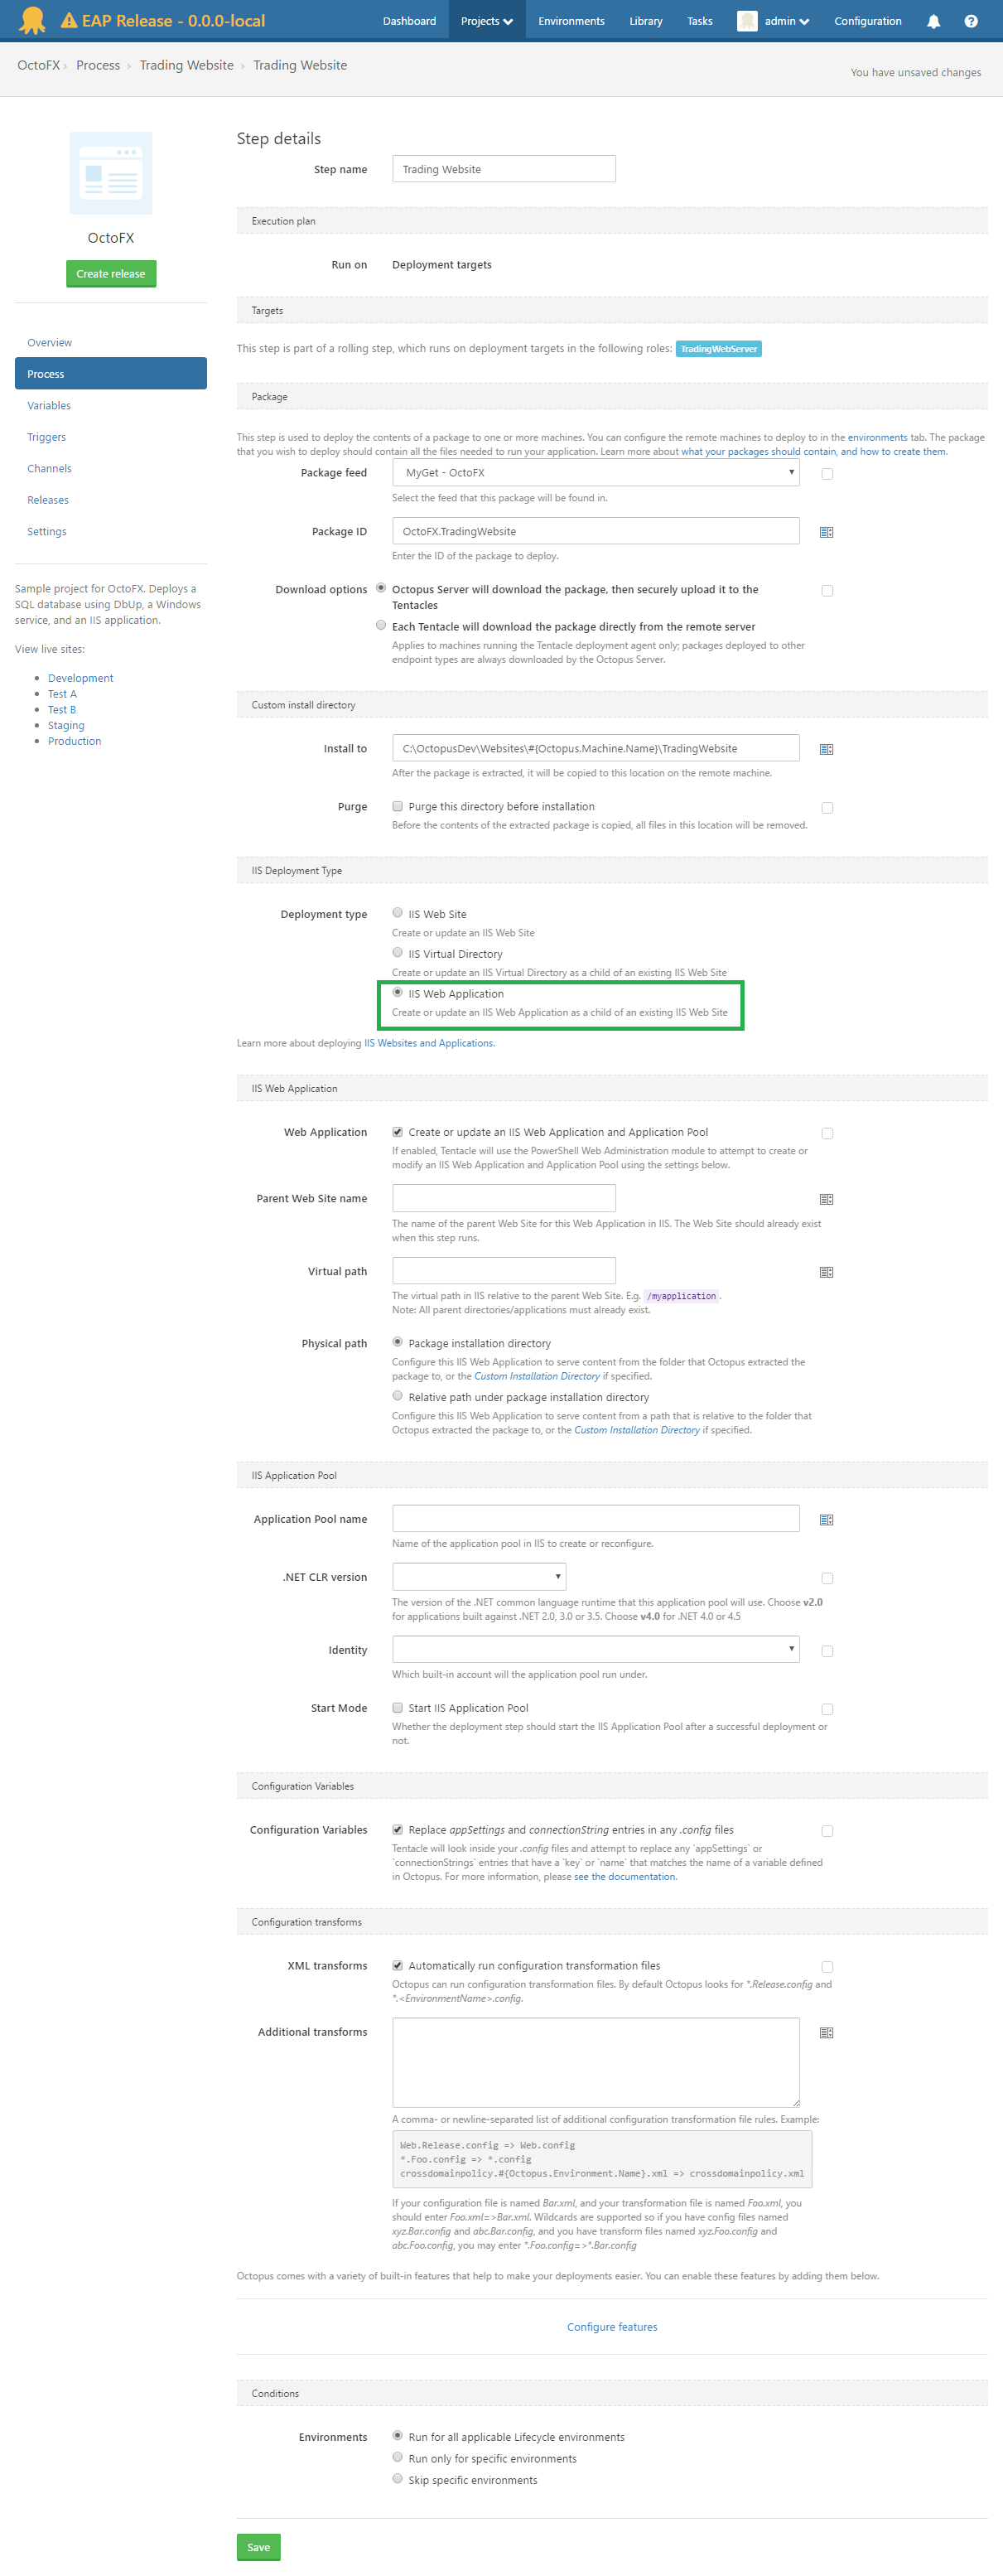 EAP Release - 0.0.0-local
Dashboard Projects Environments Library Tasks admin Configuration
OctoFX › Process › Trading Website › Trading Website
You have unsaved changes
OctoFX
Create release
Overview
Process
Variables
Triggers
Channels
Releases
Settings
Sample project for OctoFX. Deploys a
SQL database using DbUp, a Windows
service, and an IIS application.
View live sites:
Development
Test A
Test B
Staging
Production
Step details
Step name Trading Website
Execution plan
Run on Deployment targets
Targets
This step is part of a rolling step, which runs on deployment targets in the following roles: TradingWebServer
Package
This step is used to deploy the contents of a package to one or more machines. You can configure the remote machines to deploy to in the environments tab. The package
that you wish to deploy should contain all the files needed to run your application. Learn more about what your packages should contain, and how to create them.
Package feed MyGet - OctoFX
Select the feed that this package will be found in.
Package ID OctoFX.TradingWebsite
Enter the ID of the package to deploy.
Download options Octopus Server will download the package, then securely upload it to the
Tentacles
Each Tentacle will download the package directly from the remote server
Applies to machines running the Tentacle deployment agent only; packages deployed to other
endpoint types are always downloaded by the Octopus Server.
Custom install directory
Install to C:\OctopusDev\Websites\#{Octopus.Machine.Name}\TradingWebsite
After the package is extracted, it will be copied to this location on the remote machine.
Purge Purge this directory before installation
Before the contents of the extracted package is copied, all files in this location will be removed.
IIS Deployment Type
Deployment type IIS Web Site
Create or update an IIS Web Site
IIS Virtual Directory
Create or update an IIS Virtual Directory as a child of an existing IIS Web Site
IIS Web Application
Create or update an IIS Web Application as a child of an existing IIS Web Site
Learn more about deploying IIS Websites and Applications.
IIS Web Application
Web Application Create or update an IIS Web Application and Application Pool
If enabled, Tentacle will use the PowerShell Web Administration module to attempt to create or
modify an IIS Web Application and Application Pool using the settings below.
Parent Web Site name
The name of the parent Web Site for this Web Application in IIS. The Web Site should already exist
when this step runs.
Virtual path
The virtual path in IIS relative to the parent Web Site. E.g. /myapplication.
Note: All parent directories/applications must already exist.
Physical path Package installation directory
Configure this IIS Web Application to serve content from the folder that Octopus extracted the
package to, or the Custom Installation Directory if specified.
Relative path under package installation directory
Configure this IIS Web Application to serve content from a path that is relative to the folder that
Octopus extracted the package to, or the Custom Installation Directory if specified.
IIS Application Pool
Application Pool name
Name of the application pool in IIS to create or reconfigure.
.NET CLR version
The version of the .NET common language runtime that this application pool will use. Choose v2.0
for applications built against .NET 2.0, 3.0 or 3.5. Choose v4.0 for .NET 4.0 or 4.5
Identity
Which built-in account will the application pool run under.
Start Mode Start IIS Application Pool
Whether the deployment step should start the IIS Application Pool after a successful deployment or
not.
Configuration Variables
Configuration Variables Replace appSettings and connectionString entries in any .config files
Tentacle will look inside your .config files and attempt to replace any `appSettings` or
`connectionStrings` entries that have a `key` or `name` that matches the name of a variable defined
in Octopus. For more information, please see the documentation.
Configuration transforms
XML transforms Automatically run configuration transformation files
Octopus can run configuration transformation files. By default Octopus looks for *.Release.config and
*.<EnvironmentName>.config.
Additional transforms
A comma- or newline-separated list of additional configuration transformation file rules. Example:
Web.Release.config => Web.config
*.Foo.config => *.config
crossdomainpolicy.#{Octopus.Environment.Name}.xml => crossdomainpolicy.xml
If your configuration file is named Bar.xml, and your transformation file is named Foo.xml, you
should enter Foo.xml=>Bar.xml. Wildcards are supported so if you have config files named
xyz.Bar.config and abc.Bar.config, and you have transform files named xyz.Foo.config and
abc.Foo.config, you may enter *.Foo.config=>*.Bar.config
Octopus comes with a variety of built-in features that help to make your deployments easier. You can enable these features by adding them below.
Configure features
Conditions
Environments Run for all applicable Lifecycle environments
Run only for specific environments
Skip specific environments
Save